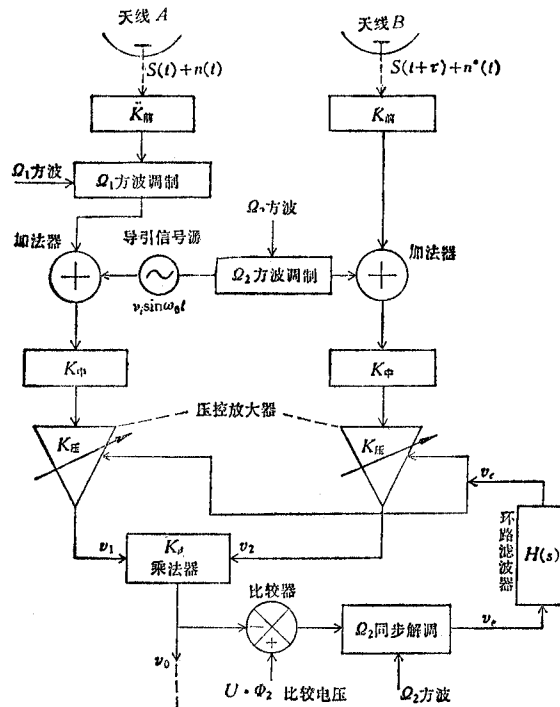 天线 A
天线 B
S(t)+n(t)
S(t+τ)+n*(t)
K前
K前
Ω₁方波
Ω₁方波调制
Ω₂方波
加法器
导引信号源
加法器
Ω₂方波调制
vᵢsinω₀t
K中
K中
压控放大器
K压
K压
v꜀
v₁
v₂
乘法器
环路滤波器
H(s)
比较器
Ω₂同步解调
vₑ
v₀
U·Φ₂ 比较电压
Ω₂方波